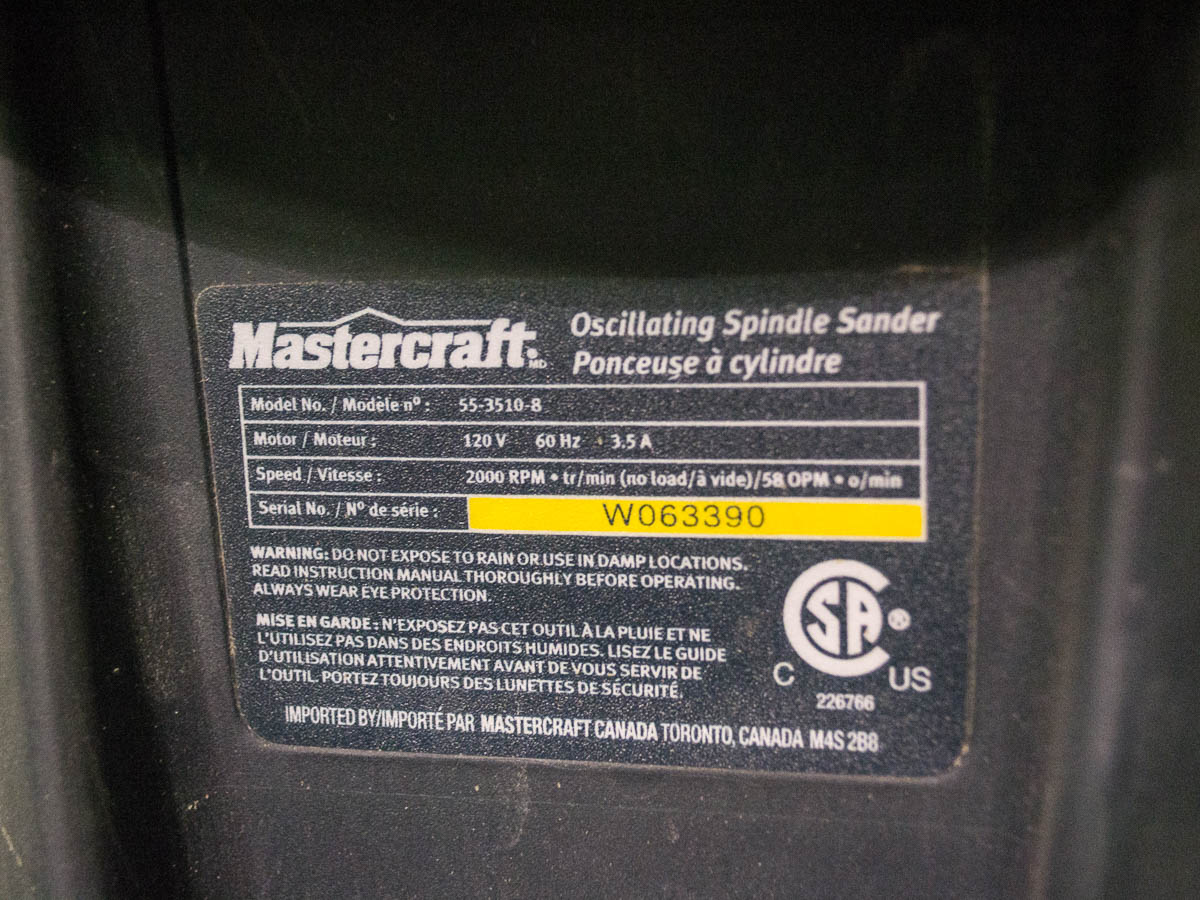 Mastercraft MD
Oscillating Spindle Sander
Ponceuse à cylindre
Model No. / Modèle nº : 55-3510-8
Motor / Moteur : 120 V 60 Hz • 3.5 A
Speed / Vitesse : 2000 RPM • tr/min (no load/à vide)/58 OPM • o/min
Serial No. / Nº de série : W063390
WARNING: DO NOT EXPOSE TO RAIN OR USE IN DAMP LOCATIONS.
READ INSTRUCTION MANUAL THOROUGHLY BEFORE OPERATING.
ALWAYS WEAR EYE PROTECTION.
MISE EN GARDE : N'EXPOSEZ PAS CET OUTIL À LA PLUIE ET NE
L'UTILISEZ PAS DANS DES ENDROITS HUMIDES. LISEZ LE GUIDE
D'UTILISATION ATTENTIVEMENT AVANT DE VOUS SERVIR DE
L'OUTIL. PORTEZ TOUJOURS DES LUNETTES DE SÉCURITÉ.
CSA ®
C US
226766
IMPORTED BY/IMPORTÉ PAR MASTERCRAFT CANADA TORONTO, CANADA M4S 2B8